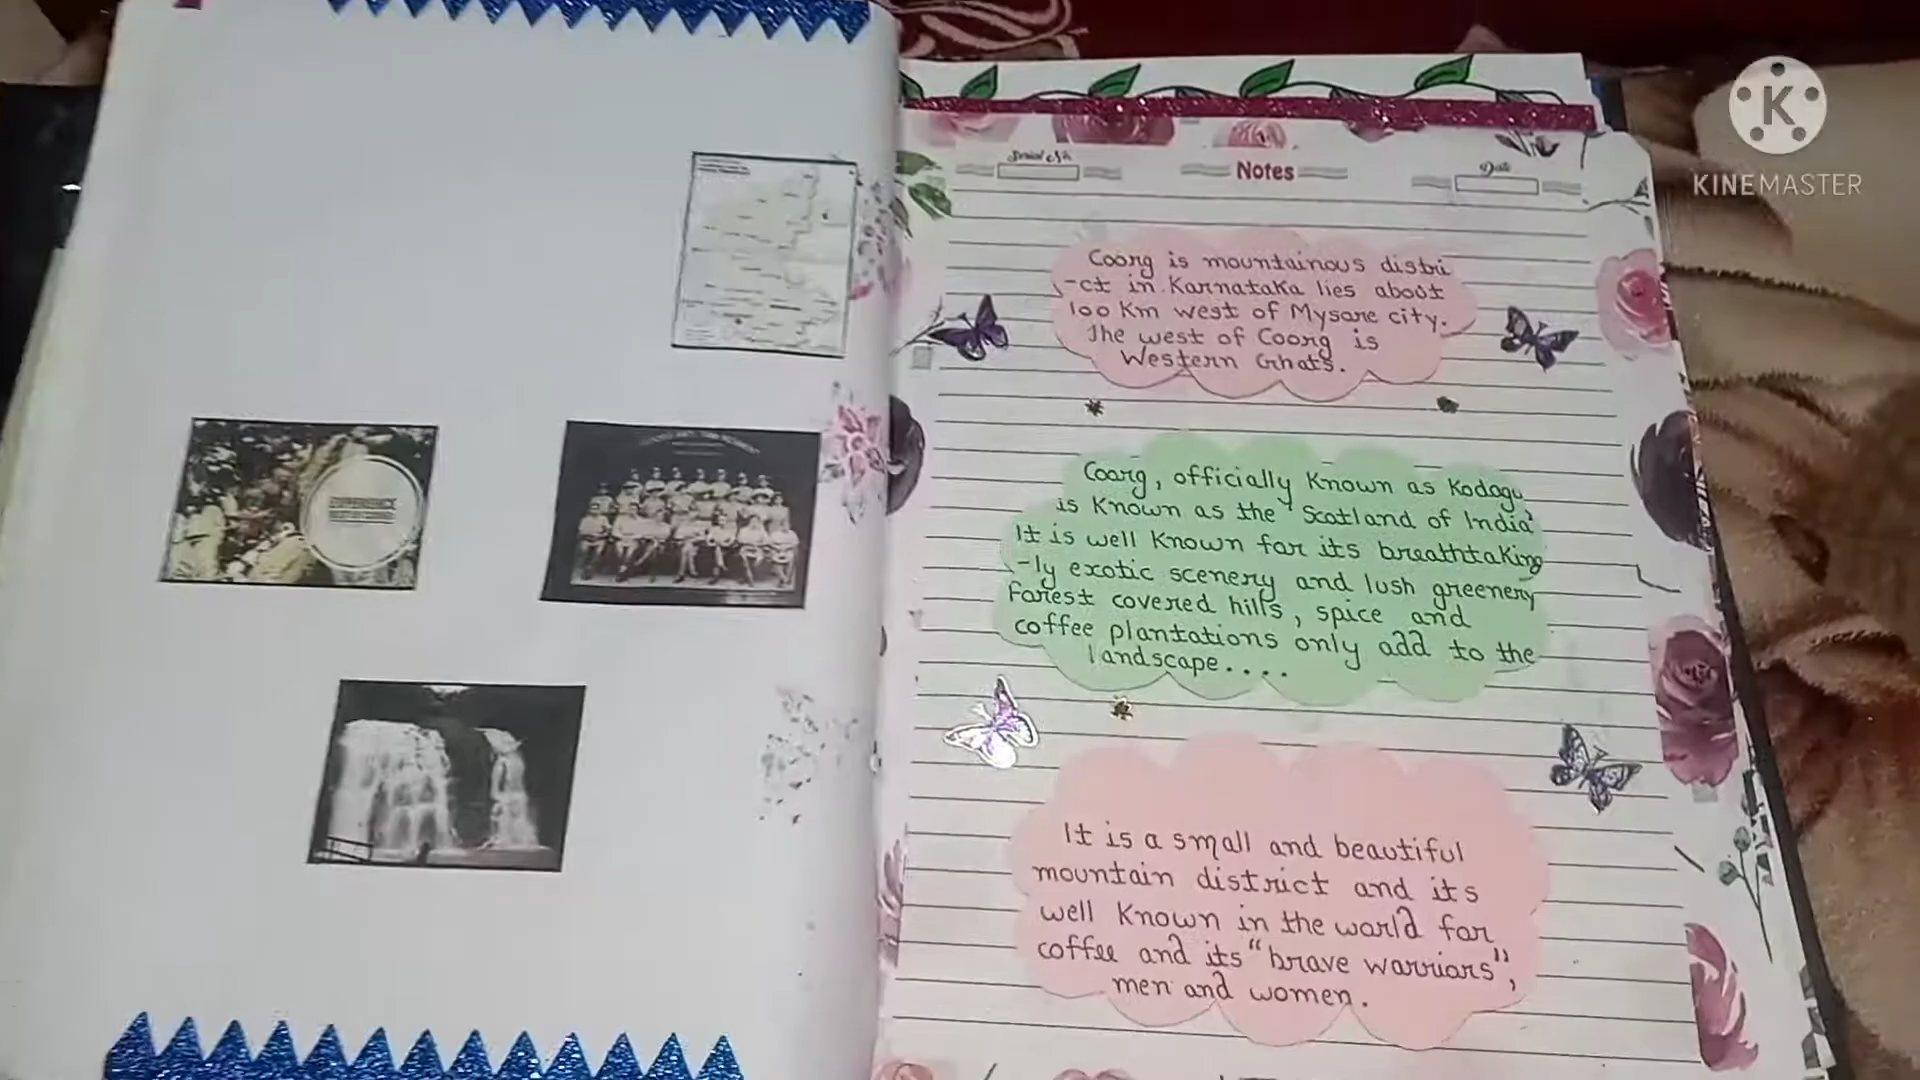 KINEMASTER
Serial No.
Notes
Date
Coorg is mountainous distri
-ct in Karnataka lies about
100 Km west of Mysore city.
The west of Coorg is
Western Ghats.
Coorg, officially Known as Kodagu,
is Known as the "Scotland of India"
It is well Known for its breathtaking
-ly exotic scenery and lush greenery
Forest covered hills, spice and
coffee plantations only add to the
landscape....
It is a small and beautiful
mountain district and its
well Known in the world for
coffee and its "brave warriors",
men and women.